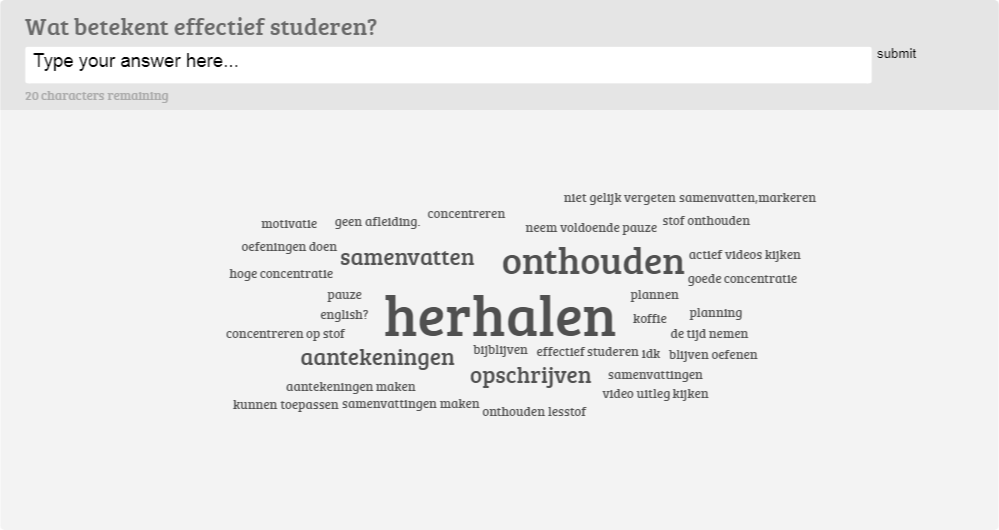 Wat betekent effectief studeren?
Type your answer here...
submit
20 characters remaining
niet gelijk vergeten samenvatten,markeren
motivatie geen afleiding. concentreren neem voldoende pauze stof onthouden
oefeningen doen samenvatten onthouden actief videos kijken
hoge concentratie goede concentratie
pauze plannen
english? herhalen koffie planning
concentreren op stof de tijd nemen
aantekeningen bijblijven effectief studeren idk blijven oefenen
opschrijven samenvattingen
aantekeningen maken video uitleg kijken
kunnen toepassen samenvattingen maken onthouden lesstof